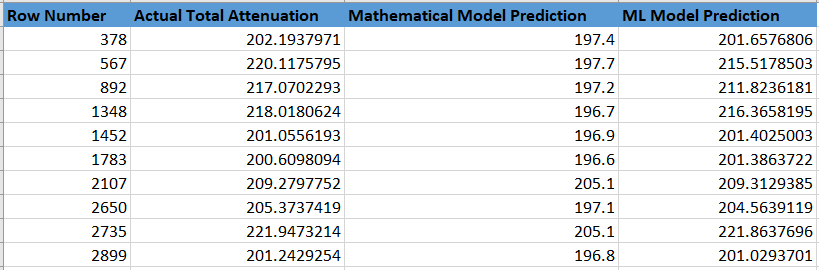 Row Number Actual Total Attenuation Mathematical Model Prediction ML Model Prediction
378 202.1937971 197.4 201.6576806
567 220.1175795 197.7 215.5178503
892 217.0702293 197.2 211.8236181
1348 218.0180624 196.7 216.3658195
1452 201.0556193 196.9 201.4025003
1783 200.6098094 196.6 201.3863722
2107 209.2797752 205.1 209.3129385
2650 205.3737419 197.1 204.5639119
2735 221.9473214 205.1 221.8637696
2899 201.2429254 196.8 201.0293701